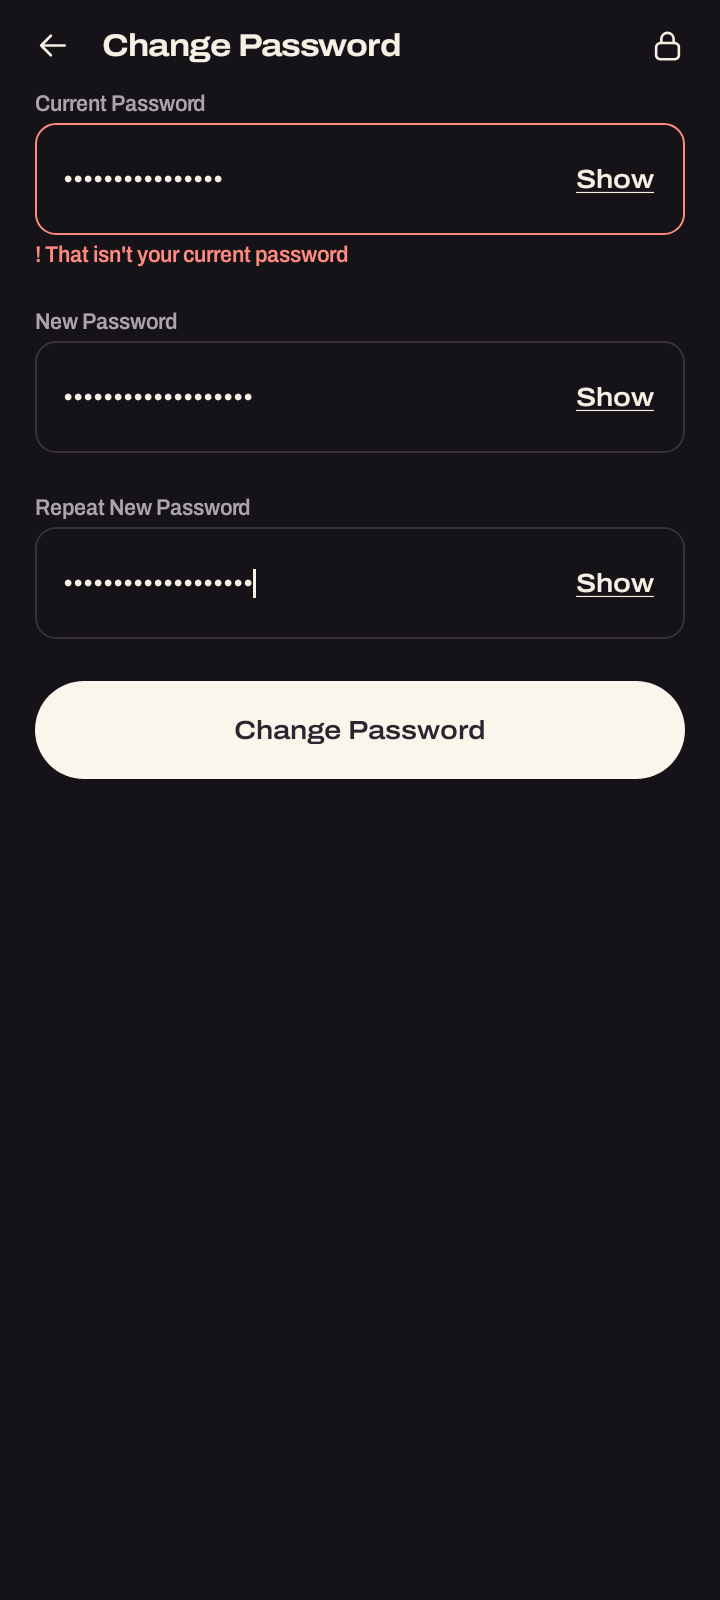 Change Password
Current Password
•••••••••••••••• Show
! That isn't your current password
New Password
••••••••••••••••••• Show
Repeat New Password
••••••••••••••••••• Show
Change Password